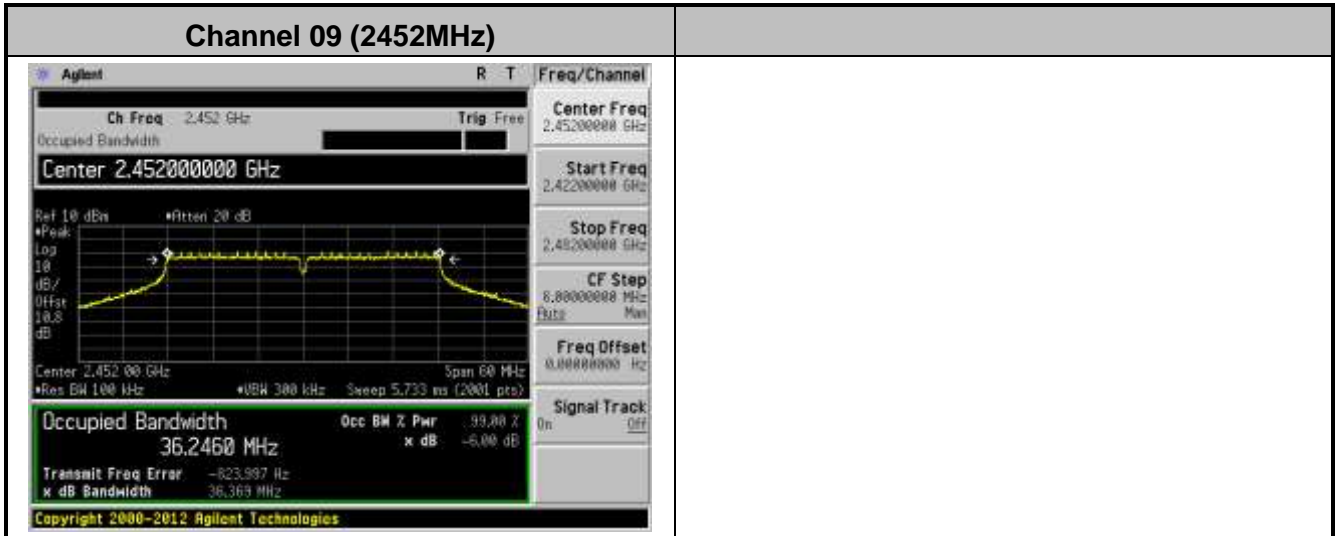 Channel 09 (2452MHz)
Agilent R T Freq/Channel
Ch Freq 2.452 GHz Trig Free
Occupied Bandwidth
Center 2.452000000 GHz
Center Freq
2.45200000 GHz
Start Freq
2.42200000 GHz
Stop Freq
2.48200000 GHz
CF Step
6.00000000 MHz
Auto Man
Freq Offset
0.00000000 Hz
Signal Track
On Off
Ref 10 dBm •Atten 20 dB
•Peak
Log
10
dB/
Offst
10.8
dB
Center 2.452 00 GHz Span 60 MHz
•Res BW 100 kHz •VBW 300 kHz Sweep 5.733 ms (2001 pts)
Occupied Bandwidth Occ BW % Pwr 99.00 %
36.2460 MHz x dB -6.00 dB
Transmit Freq Error -823.997 Hz
x dB Bandwidth 36.369 MHz
Copyright 2000-2012 Agilent Technologies